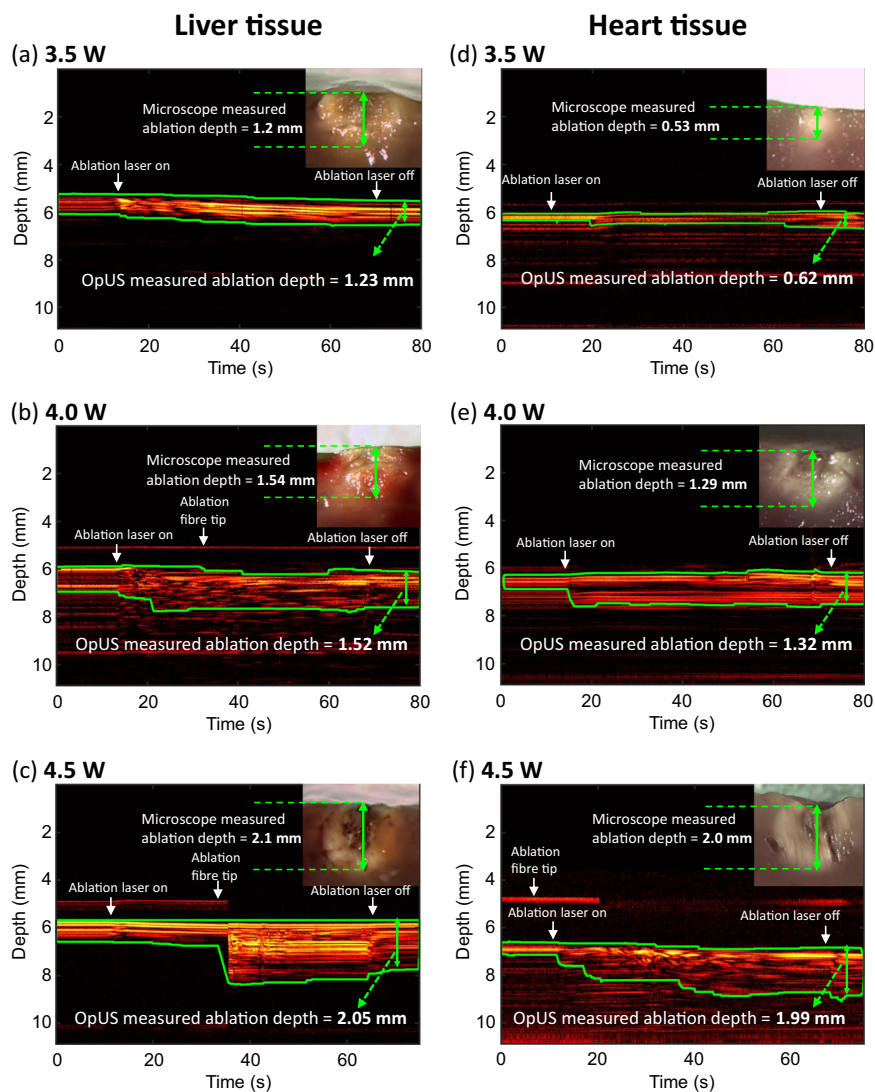 Liver tissue
Heart tissue
(a) 3.5 W
Microscope measured
ablation depth = 1.2 mm
Ablation laser on
Ablation laser off
OpUS measured ablation depth = 1.23 mm
Depth (mm)
2
4
6
8
10
0
20
40
60
80
Time (s)
(d) 3.5 W
Microscope measured
ablation depth = 0.53 mm
Ablation laser on
Ablation laser off
OpUS measured ablation depth = 0.62 mm
Depth (mm)
2
4
6
8
10
0
20
40
60
80
Time (s)
(b) 4.0 W
Microscope measured
ablation depth = 1.54 mm
Ablation
fibre tip
Ablation laser on
Ablation laser off
OpUS measured ablation depth = 1.52 mm
Depth (mm)
2
4
6
8
10
0
20
40
60
80
Time (s)
(e) 4.0 W
Microscope measured
ablation depth = 1.29 mm
Ablation laser on
Ablation laser off
OpUS measured ablation depth = 1.32 mm
Depth (mm)
2
4
6
8
10
0
20
40
60
80
Time (s)
(c) 4.5 W
Microscope measured
ablation depth = 2.1 mm
Ablation
fibre tip
Ablation laser on
Ablation laser off
OpUS measured ablation depth = 2.05 mm
Depth (mm)
2
4
6
8
10
0
20
40
60
Time (s)
(f) 4.5 W
Microscope measured
ablation depth = 2.0 mm
Ablation
fibre tip
Ablation laser on
Ablation laser off
OpUS measured ablation depth = 1.99 mm
Depth (mm)
2
4
6
8
10
0
20
40
60
Time (s)